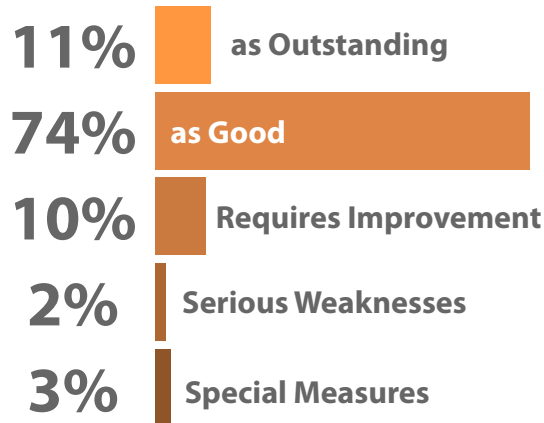 11% as Outstanding
74% as Good
10% Requires Improvement
2% Serious Weaknesses
3% Special Measures